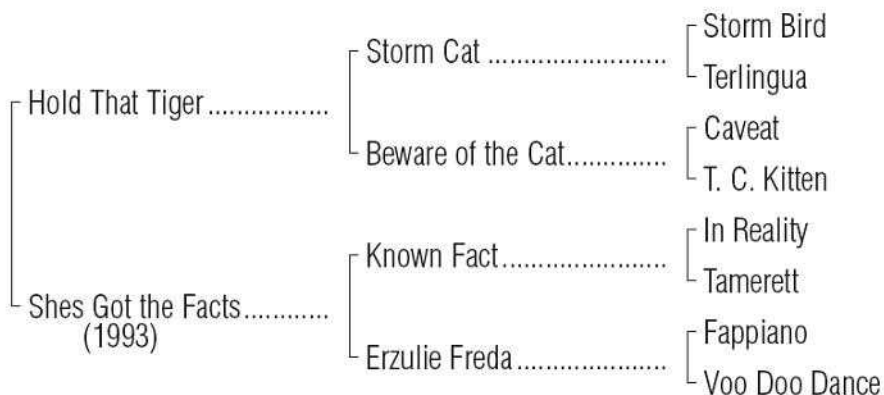 Storm Bird
Storm Cat ........................
Terlingua
Hold That Tiger.................
Caveat
Beware of the Cat..............
T. C. Kitten
In Reality
Known Fact.......................
Tamerett
Shes Got the Facts............
(1993)
Fappiano
Erzulie Freda .....................
Voo Doo Dance